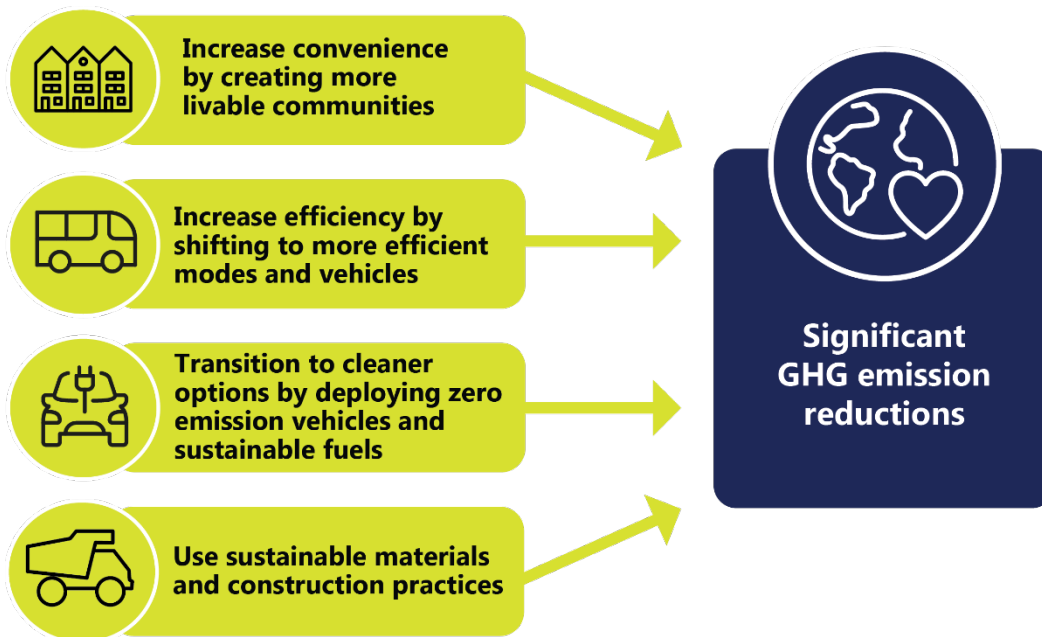 Increase convenience
by creating more
livable communities
Increase efficiency by
shifting to more efficient
modes and vehicles
Transition to cleaner
options by deploying zero
emission vehicles and
sustainable fuels
Use sustainable materials
and construction practices
Significant
GHG emission
reductions